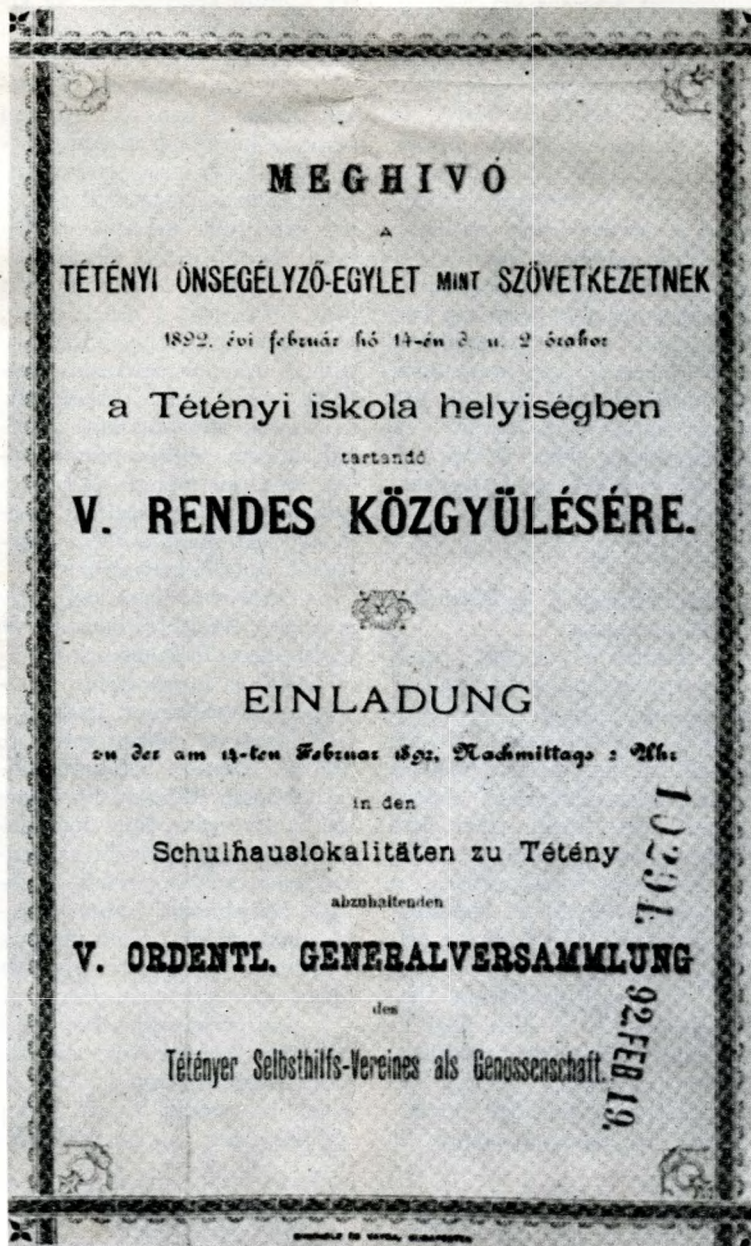 MEGHIVÓ
A
TÉTÉNYI ÖNSEGÉLYZŐ-EGYLET MINT SZÖVETKEZETNEK
1892. évi február hó 14-én d. u. 2 órakor
a Tétényi iskola helyiségben
tartandó
V. RENDES KÖZGYÜLÉSÉRE.
EINLADUNG
zu der am 14-ten Februar 1892, Nachmittags 2 Uhr
in den
Schulhauslokalitäten zu Tétény
abzuhaltenden
V. ORDENTL. GENERALVERSAMMLUNG
des
Tétényer Selbsthilfs-Vereines als Genossenschaft.
92 FEB 19.